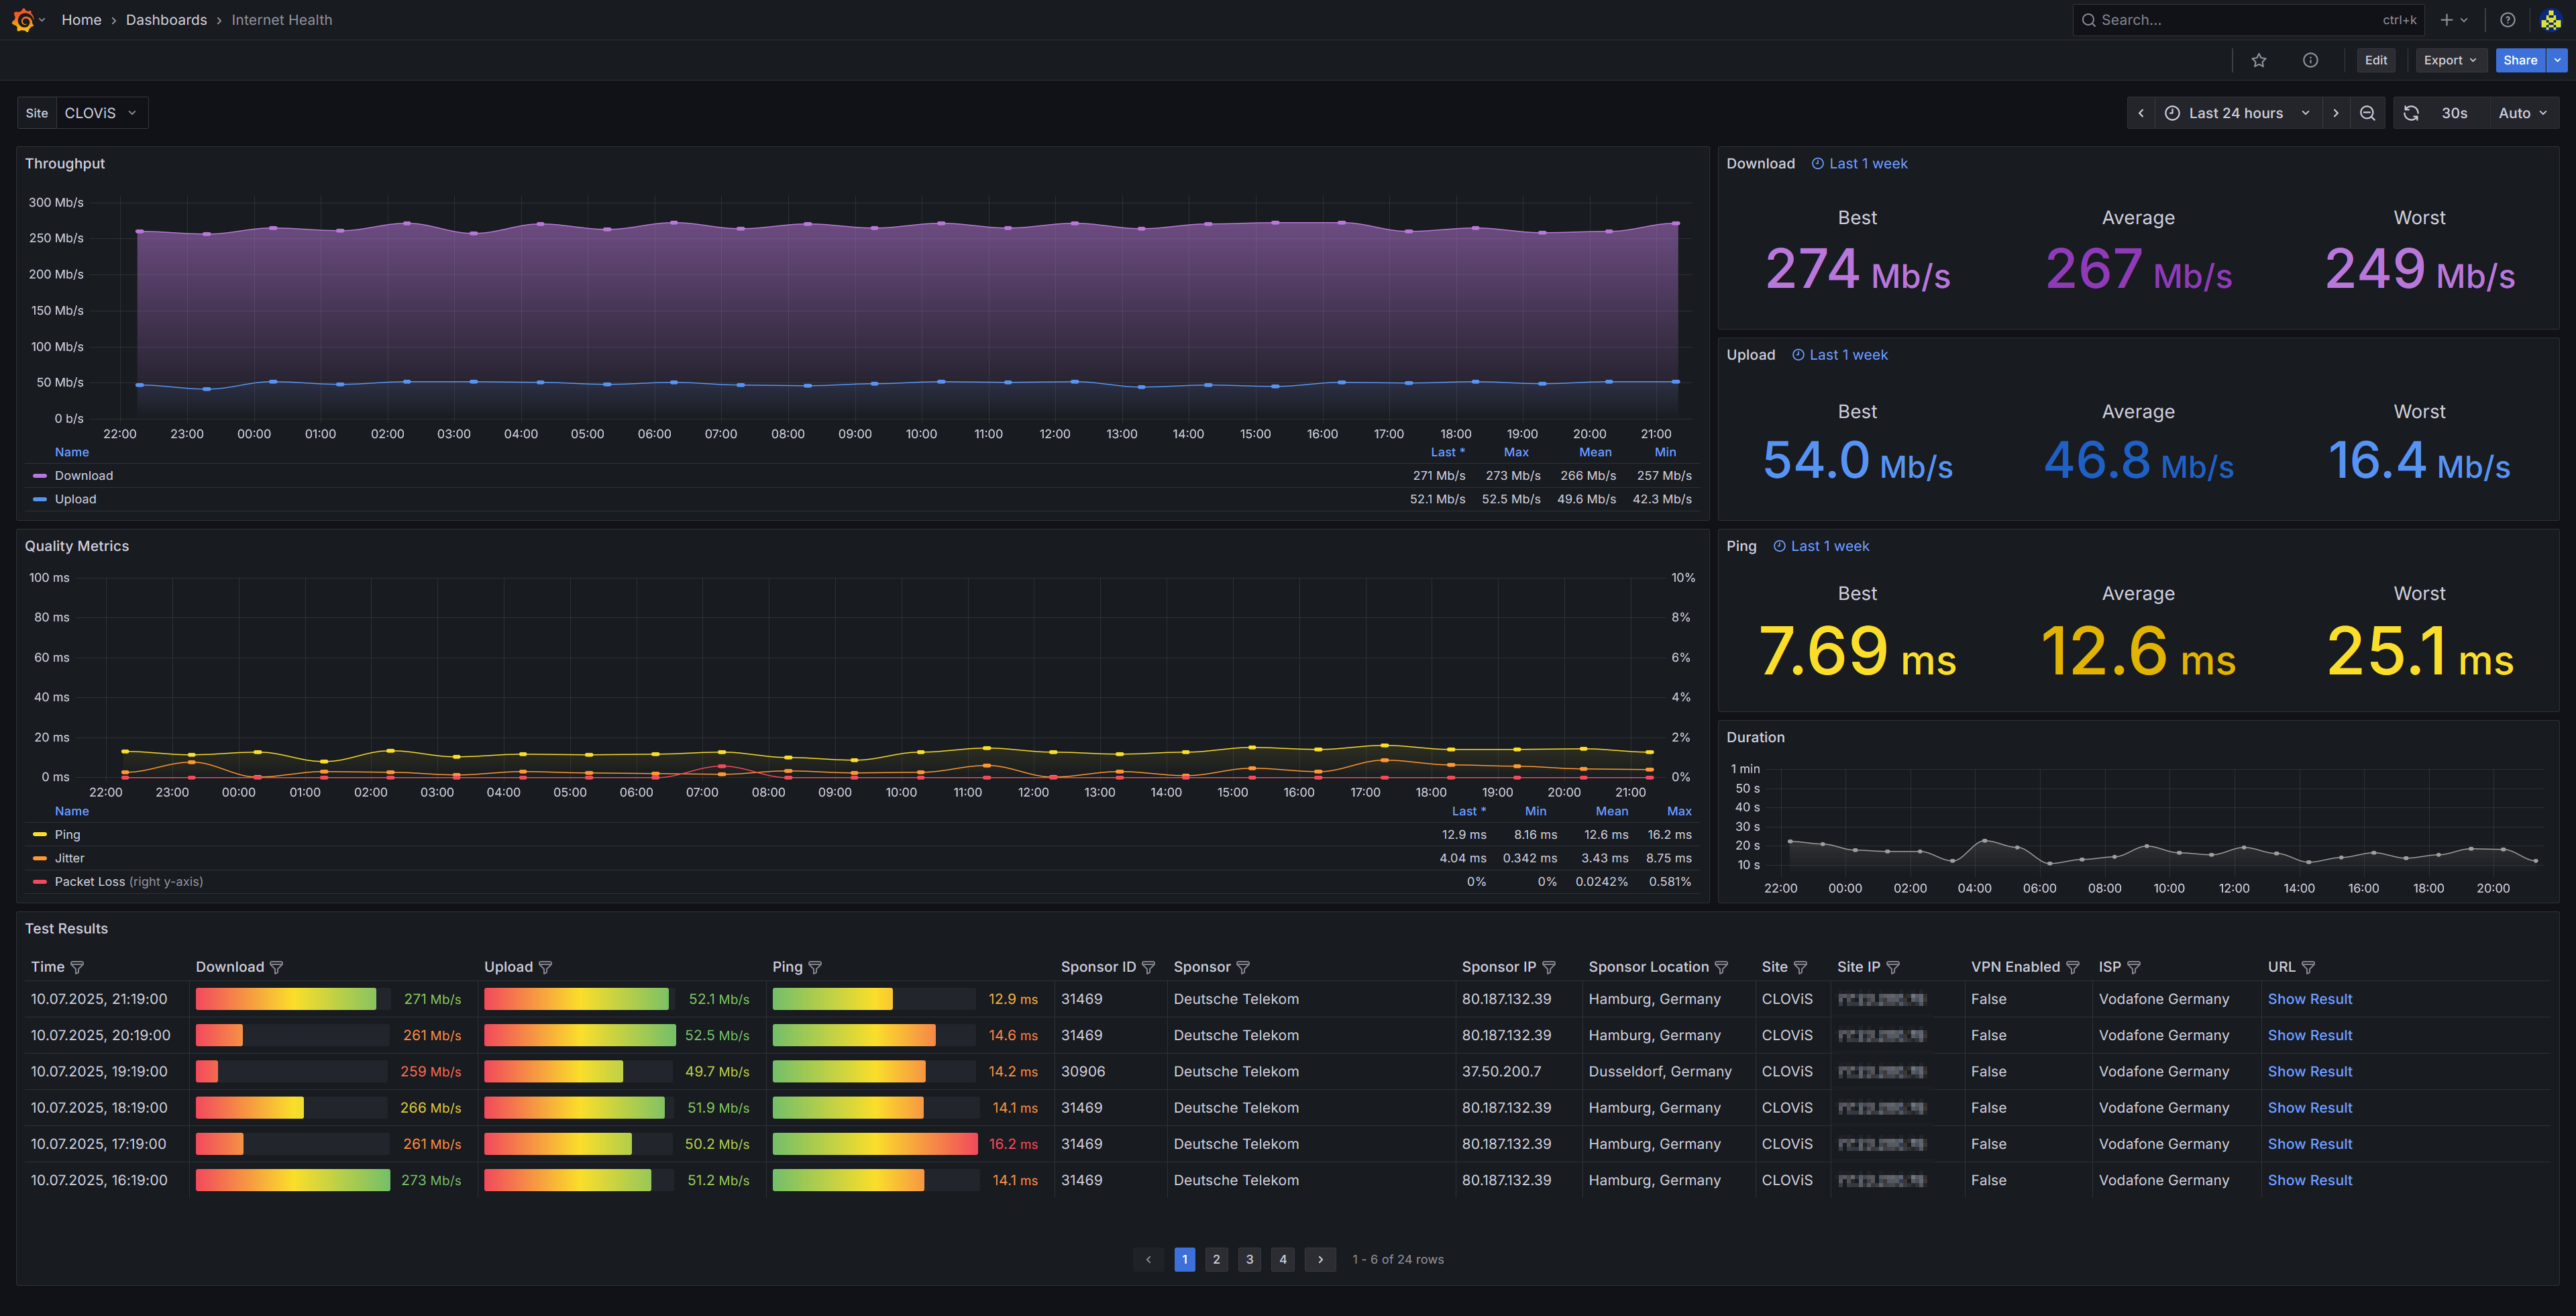 Home › Dashboards › Internet Health
Search... ctrl+k
Edit Export Share
Site CLOViS
Last 24 hours 30s Auto
Throughput
300 Mb/s
250 Mb/s
200 Mb/s
150 Mb/s
100 Mb/s
50 Mb/s
0 b/s
22:00 23:00 00:00 01:00 02:00 03:00 04:00 05:00 06:00 07:00 08:00 09:00 10:00 11:00 12:00 13:00 14:00 15:00 16:00 17:00 18:00 19:00 20:00 21:00
Name Last * Max Mean Min
Download 271 Mb/s 273 Mb/s 266 Mb/s 257 Mb/s
Upload 52.1 Mb/s 52.5 Mb/s 49.6 Mb/s 42.3 Mb/s
Download Last 1 week
Best Average Worst
274 Mb/s 267 Mb/s 249 Mb/s
Upload Last 1 week
Best Average Worst
54.0 Mb/s 46.8 Mb/s 16.4 Mb/s
Quality Metrics
100 ms 10%
80 ms 8%
60 ms 6%
40 ms 4%
20 ms 2%
0 ms 0%
22:00 23:00 00:00 01:00 02:00 03:00 04:00 05:00 06:00 07:00 08:00 09:00 10:00 11:00 12:00 13:00 14:00 15:00 16:00 17:00 18:00 19:00 20:00 21:00
Name Last * Min Mean Max
Ping 12.9 ms 8.16 ms 12.6 ms 16.2 ms
Jitter 4.04 ms 0.342 ms 3.43 ms 8.75 ms
Packet Loss (right y-axis) 0% 0% 0.0242% 0.581%
Ping Last 1 week
Best Average Worst
7.69 ms 12.6 ms 25.1 ms
Duration
1 min
50 s
40 s
30 s
20 s
10 s
22:00 00:00 02:00 04:00 06:00 08:00 10:00 12:00 14:00 16:00 18:00 20:00
Test Results
Time Download Upload Ping Sponsor ID Sponsor Sponsor IP Sponsor Location Site Site IP VPN Enabled ISP URL
10.07.2025, 21:19:00 271 Mb/s 52.1 Mb/s 12.9 ms 31469 Deutsche Telekom 80.187.132.39 Hamburg, Germany CLOViS False Vodafone Germany Show Result
10.07.2025, 20:19:00 261 Mb/s 52.5 Mb/s 14.6 ms 31469 Deutsche Telekom 80.187.132.39 Hamburg, Germany CLOViS False Vodafone Germany Show Result
10.07.2025, 19:19:00 259 Mb/s 49.7 Mb/s 14.2 ms 30906 Deutsche Telekom 37.50.200.7 Dusseldorf, Germany CLOViS False Vodafone Germany Show Result
10.07.2025, 18:19:00 266 Mb/s 51.9 Mb/s 14.1 ms 31469 Deutsche Telekom 80.187.132.39 Hamburg, Germany CLOViS False Vodafone Germany Show Result
10.07.2025, 17:19:00 261 Mb/s 50.2 Mb/s 16.2 ms 31469 Deutsche Telekom 80.187.132.39 Hamburg, Germany CLOViS False Vodafone Germany Show Result
10.07.2025, 16:19:00 273 Mb/s 51.2 Mb/s 14.1 ms 31469 Deutsche Telekom 80.187.132.39 Hamburg, Germany CLOViS False Vodafone Germany Show Result
1 2 3 4 1 - 6 of 24 rows